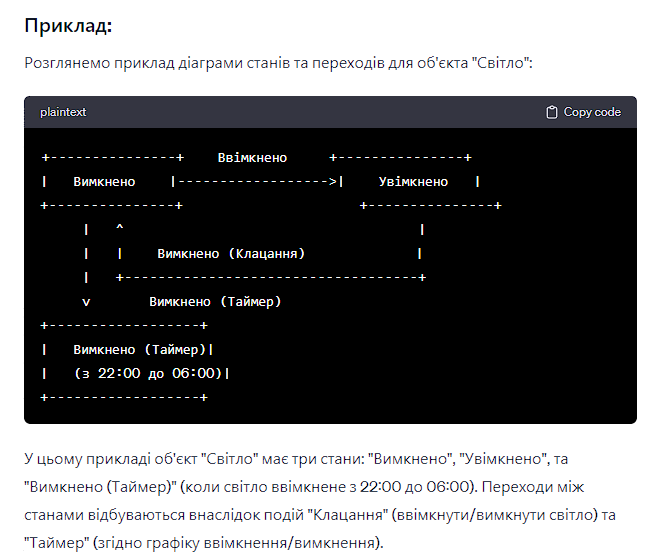 Приклад:
Розглянемо приклад діаграми станів та переходів для об'єкта "Світло":
plaintext Copy code
+---------------+    Ввімкнено     +---------------+
|   Вимкнено    |------------------>|    Увімкнено   |
+---------------+                      +---------------+
     |   ^                                    |
     |   |    Вимкнено (Клацання)             |
     |   +------------------------------------+
     v       Вимкнено (Таймер)
+------------------+
|   Вимкнено (Таймер)|
|   (з 22:00 до 06:00)|
+------------------+
У цьому прикладі об'єкт "Світло" має три стани: "Вимкнено", "Увімкнено", та
"Вимкнено (Таймер)" (коли світло ввімкнене з 22:00 до 06:00). Переходи між
станами відбуваються внаслідок подій "Клацання" (ввімкнути/вимкнути світло) та
"Таймер" (згідно графіку ввімкнення/вимкнення).